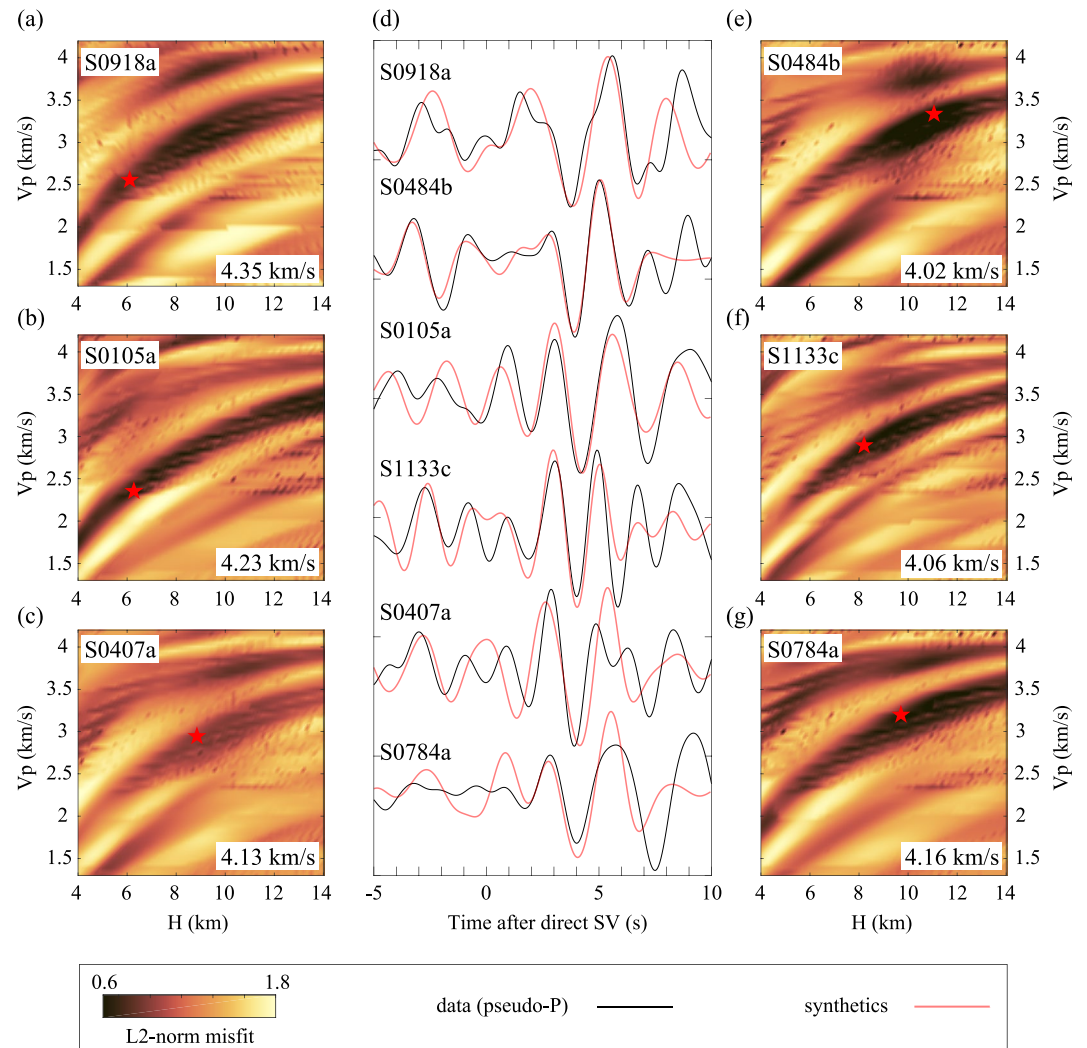 (a)
S0918a
4
3.5
3
2.5
2
1.5
Vp (km/s)
4.35 km/s
4 6 8 10 12 14
(b)
S0105a
4
3.5
3
2.5
2
1.5
Vp (km/s)
4.23 km/s
4 6 8 10 12 14
(c)
S0407a
4
3.5
3
2.5
2
1.5
Vp (km/s)
4.13 km/s
4 6 8 10 12 14
H (km)
(d)
S0918a
S0484b
S0105a
S1133c
S0407a
S0784a
-5 0 5 10
Time after direct SV (s)
(e)
S0484b
4
3.5
3
2.5
2
1.5
Vp (km/s)
4.02 km/s
4 6 8 10 12 14
(f)
S1133c
4
3.5
3
2.5
2
1.5
Vp (km/s)
4.06 km/s
4 6 8 10 12 14
(g)
S0784a
4
3.5
3
2.5
2
1.5
Vp (km/s)
4.16 km/s
4 6 8 10 12 14
H (km)
0.6 1.8
L2-norm misfit
data (pseudo-P)
synthetics